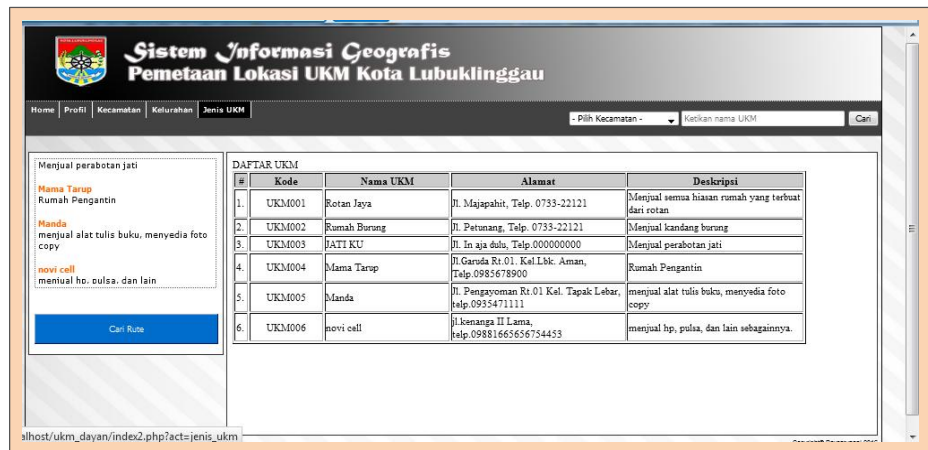 Sistem Informasi Geografis
Pemetaan Lokasi UKM Kota Lubuklinggau
Home Profil Kecamatan Kelurahan Jenis UKM
- Pilih Kecamatan - Ketikan nama UKM Cari
Menjual perabotan jati
Mama Tarup
Rumah Pengantin
Manda
menjual alat tulis buku, menyedia foto
copy
novi cell
menjual hp, pulsa, dan lain
Cari Rute
DAFTAR UKM
# Kode Nama UKM Alamat Deskripsi
1. UKM001 Rotan Jaya Jl. Majapahit, Telp. 0733-22121 Menjual semua hiasan rumah yang terbuat
dari rotan
2. UKM002 Rumah Burung Jl. Petunang, Telp. 0733-22121 Menjual kandang burung
3. UKM003 JATI KU Jl. In aja dulu, Telp.000000000 Menjual perabotan jati
4. UKM004 Mama Tarup Jl.Garuda Rt.01. Kel.Lbk. Aman,
Telp.0985678900 Rumah Pengantin
5. UKM005 Manda Jl. Pengayoman Rt.01 Kel. Tapak Lebar,
telp.0935471111 menjual alat tulis buku, menyedia foto
copy
6. UKM006 novi cell jl.kenanga II Lama,
telp.09881665656754453 menjual hp, pulsa, dan lain sebagainnya.
alhost/ukm_dayan/index2.php?act=jenis_ukm